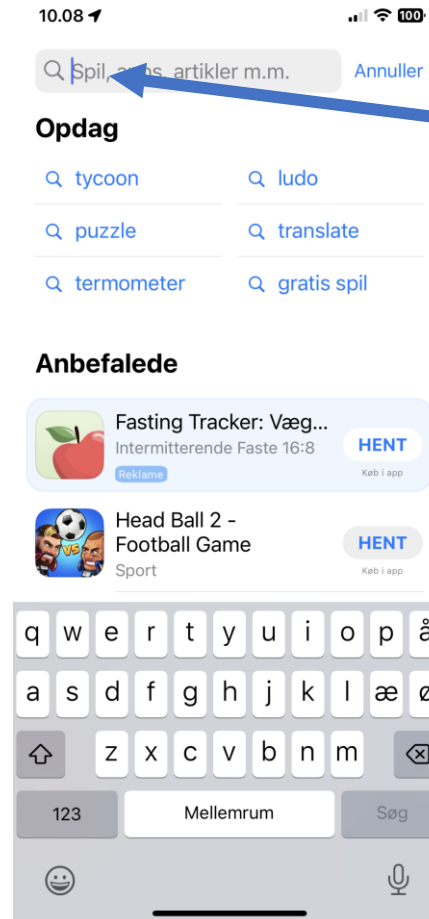 10.08
100
Spil, apps, artikler m.m.
Annuller
Opdag
tycoon
ludo
puzzle
translate
termometer
gratis spil
Anbefalede
Fasting Tracker: Væg...
Intermitterende Faste 16:8
Reklame
HENT
Køb i app
VS
Head Ball 2 -
Football Game
Sport
HENT
Køb i app
q w e r t y u i o p å
a s d f g h j k l æ ø
z x c v b n m
123
Mellemrum
Søg